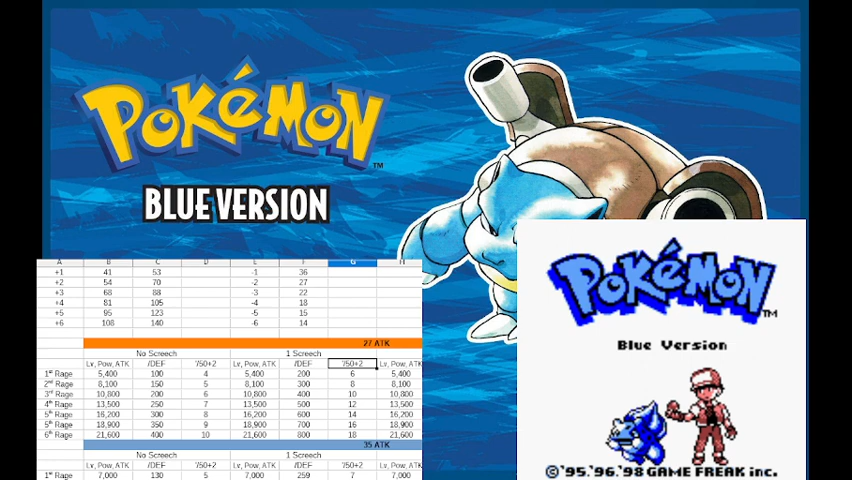 POKéMON
TM
BLUE VERSION
A B C D E F G H
+1 41 53 -1 36
+2 54 70 -2 27
+3 68 88 -3 22
+4 81 105 -4 18
+5 95 123 -5 15
+6 108 140 -6 14
27 ATK
No Screech 1 Screech
Lv, Pow, ATK /DEF '/50+2 Lv, Pow, ATK /DEF '/50+2 Lv, Pow, ATK
1st Rage 5,400 100 4 5,400 200 6 5,400
2nd Rage 8,100 150 5 8,100 300 8 8,100
3rd Rage 10,800 200 6 10,800 400 10 10,800
4th Rage 13,500 250 7 13,500 500 12 13,500
5th Rage 16,200 300 8 16,200 600 14 16,200
5th Rage 18,900 350 9 18,900 700 16 18,900
6th Rage 21,600 400 10 21,600 800 18 21,600
35 ATK
No Screech 1 Screech
Lv, Pow, ATK /DEF '/50+2 Lv, Pow, ATK /DEF '/50+2 Lv, Pow, ATK
1st Rage 7,000 130 5 7,000 259 7 7,000
POKéMON
TM
Blue Version
©'95.'96.'98 GAME FREAK inc.